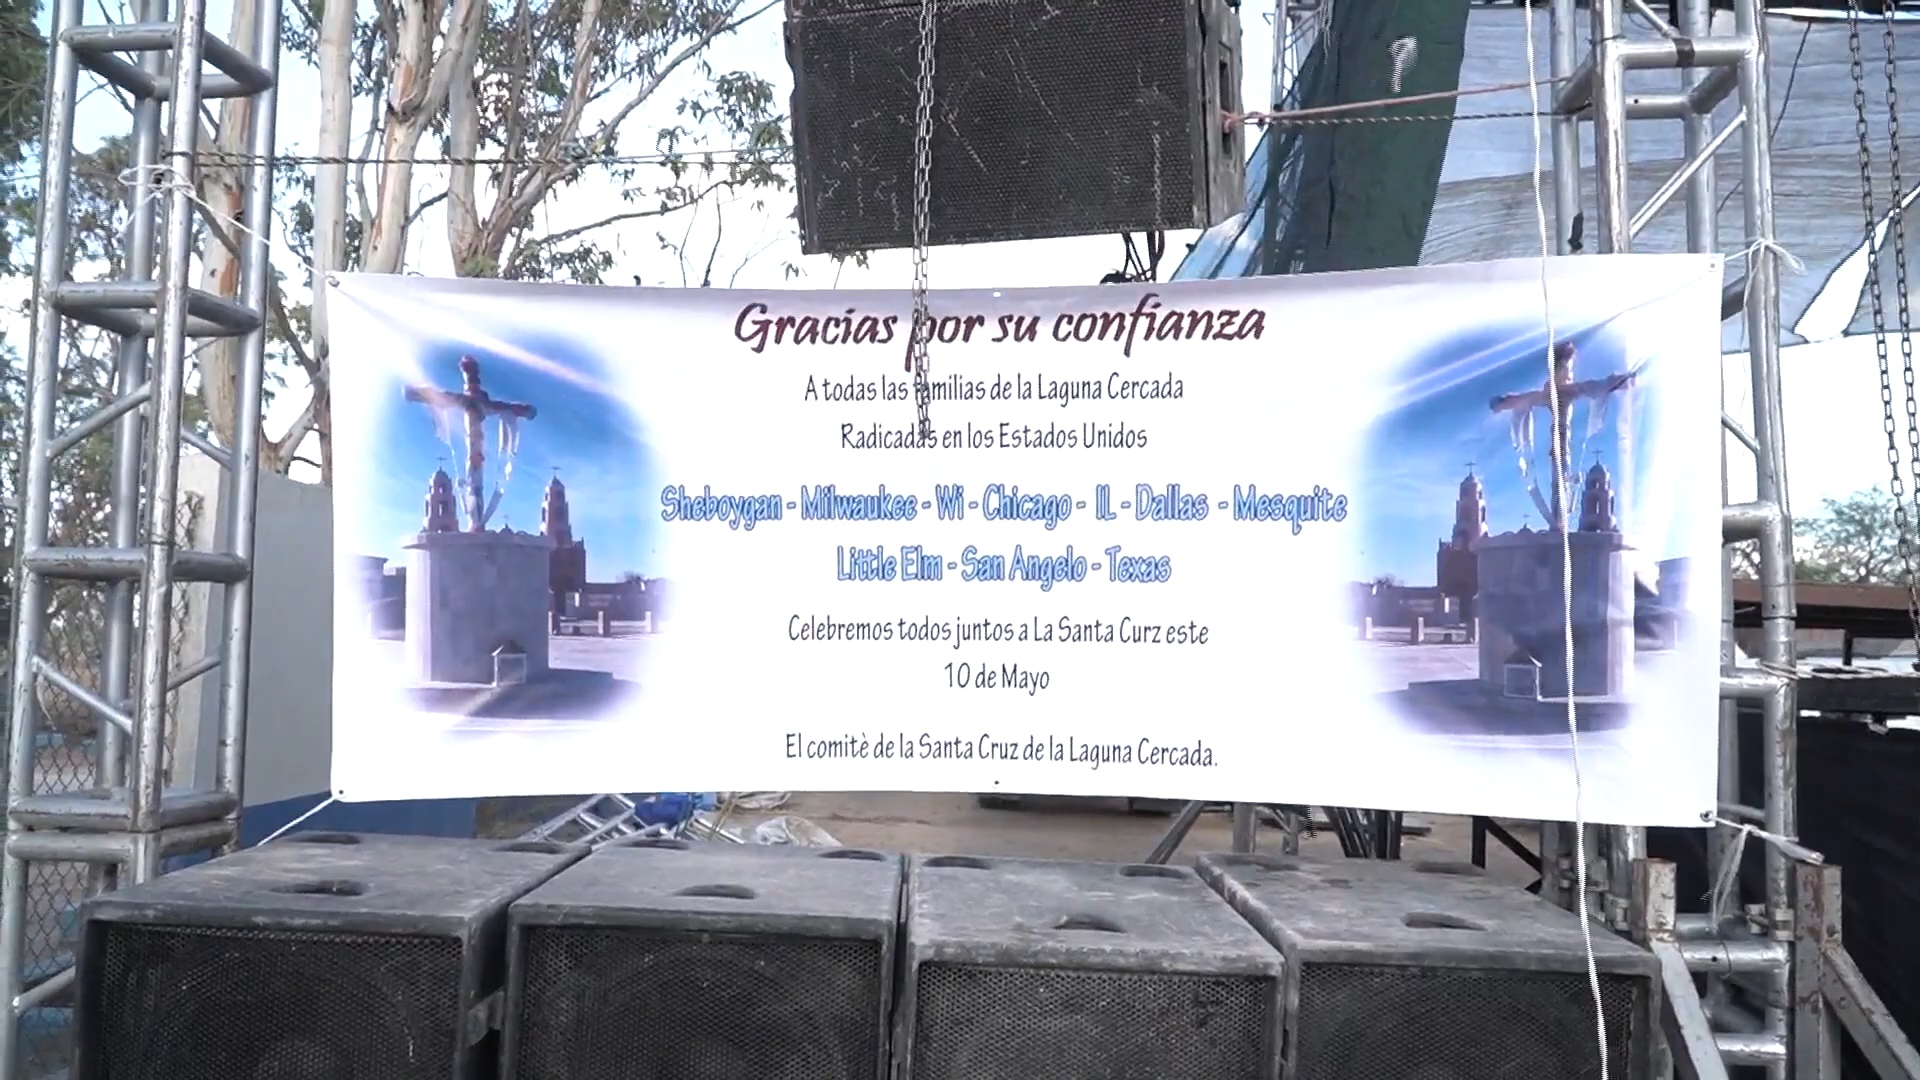 Gracias por su confianza
A todas las familias de la Laguna Cercada
Radicadas en los Estados Unidos
Sheboygan - Milwaukee - Wi - Chicago - IL - Dallas - Mesquite
Little Elm - San Angelo - Texas
Celebremos todos juntos a La Santa Curz este
10 de Mayo
El comitè de la Santa Cruz de la Laguna Cercada.